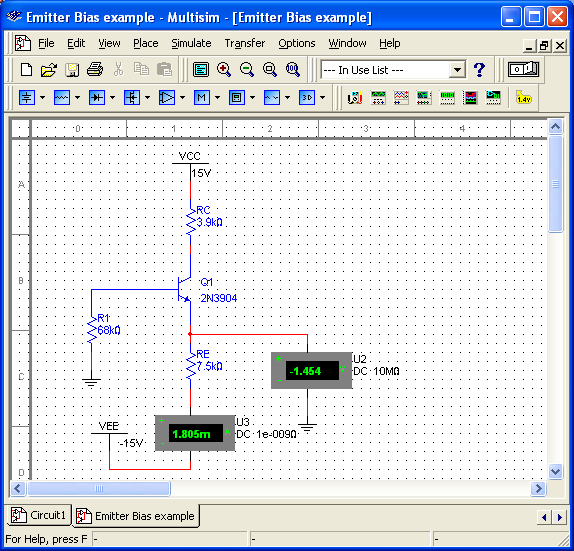 Emitter Bias example - Multisim - [Emitter Bias example]
File Edit View Place Simulate Transfer Options Window Help
--- In Use List --- ?
1.4v
0 1 2 3 4
A
B
C
D
VCC
15V
RC
3.9kΩ
Q1
2N3904
R1
68kΩ
RE
7.5kΩ
U2
-1.454 V
DC 10MΩ
VEE
-15V
U3
1.805m A
DC 1e-009Ω
Circuit1 Emitter Bias example
For Help, press F - - -